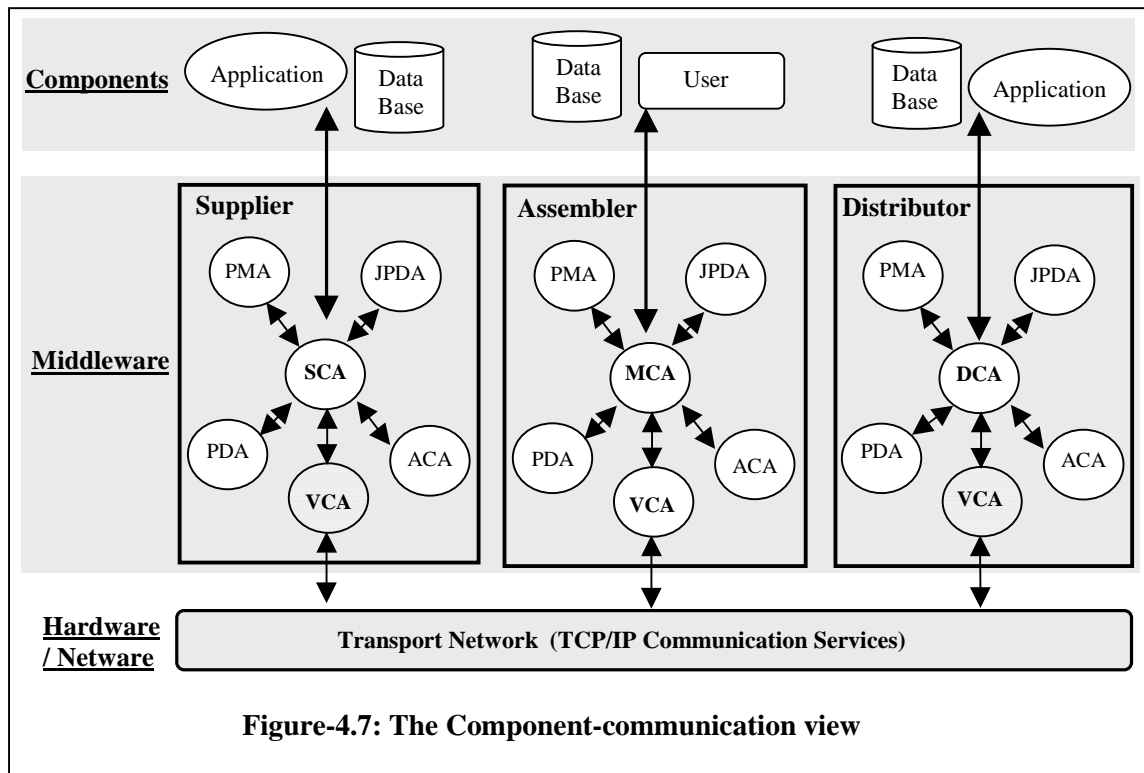 Components
Application
Data
Base
Data
Base
User
Data
Base
Application
Middleware
Supplier
PMA
JPDA
SCA
PDA
ACA
VCA
Assembler
PMA
JPDA
MCA
PDA
ACA
VCA
Distributor
PMA
JPDA
DCA
PDA
ACA
VCA
Hardware
/ Netware
Transport Network (TCP/IP Communication Services)
Figure-4.7: The Component-communication view